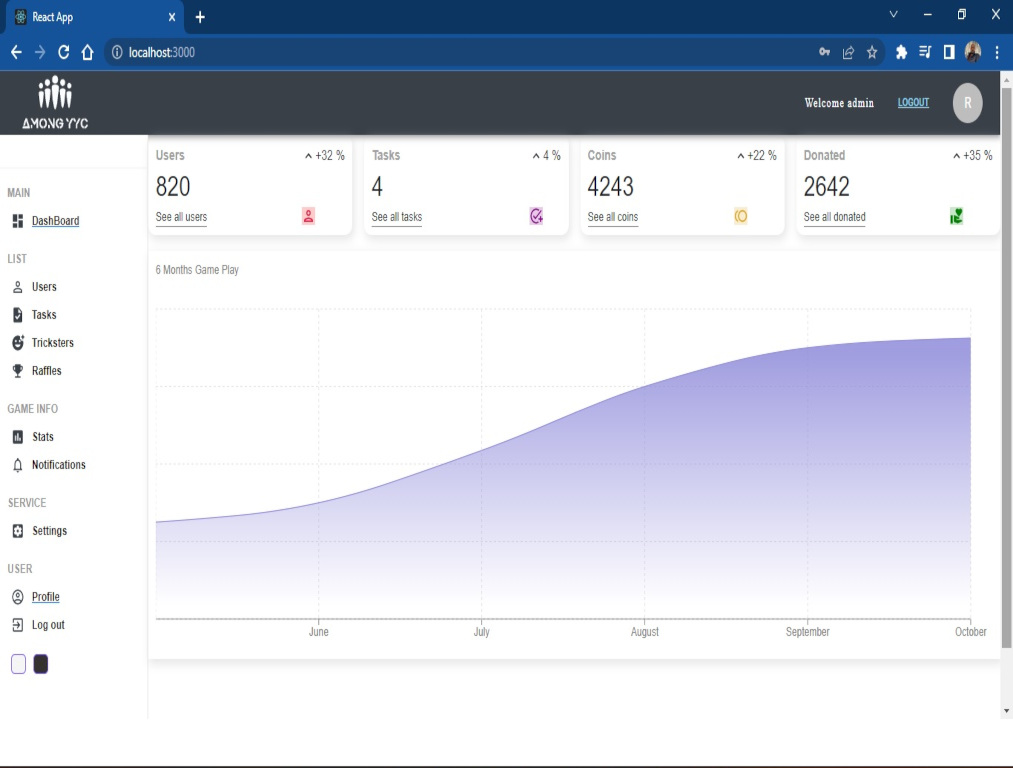 React App
localhost:3000
AMONG YYC
Welcome admin
LOGOUT
R
MAIN
DashBoard
LIST
Users
Tasks
Tricksters
Raffles
GAME INFO
Stats
Notifications
SERVICE
Settings
USER
Profile
Log out
Users
+32 %
820
See all users
Tasks
4 %
4
See all tasks
Coins
+22 %
4243
See all coins
Donated
+35 %
2642
See all donated
6 Months Game Play
June July August September October